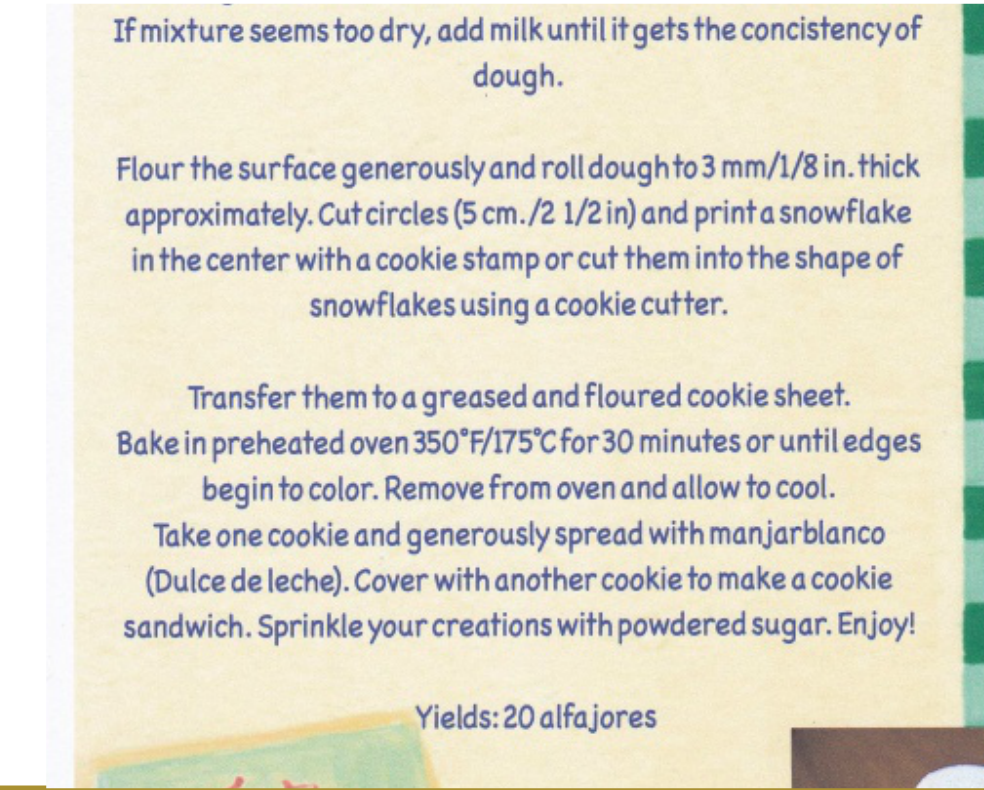 If mixture seems too dry, add milk until it gets the concistency of
dough.
Flour the surface generously and roll dough to 3 mm/1/8 in. thick
approximately. Cut circles (5 cm./2 1/2 in) and print a snowflake
in the center with a cookie stamp or cut them into the shape of
snowflakes using a cookie cutter.
Transfer them to a greased and floured cookie sheet.
Bake in preheated oven 350°F/175°C for 30 minutes or until edges
begin to color. Remove from oven and allow to cool.
Take one cookie and generously spread with manjarblanco
(Dulce de leche). Cover with another cookie to make a cookie
sandwich. Sprinkle your creations with powdered sugar. Enjoy!
Yields: 20 alfajores